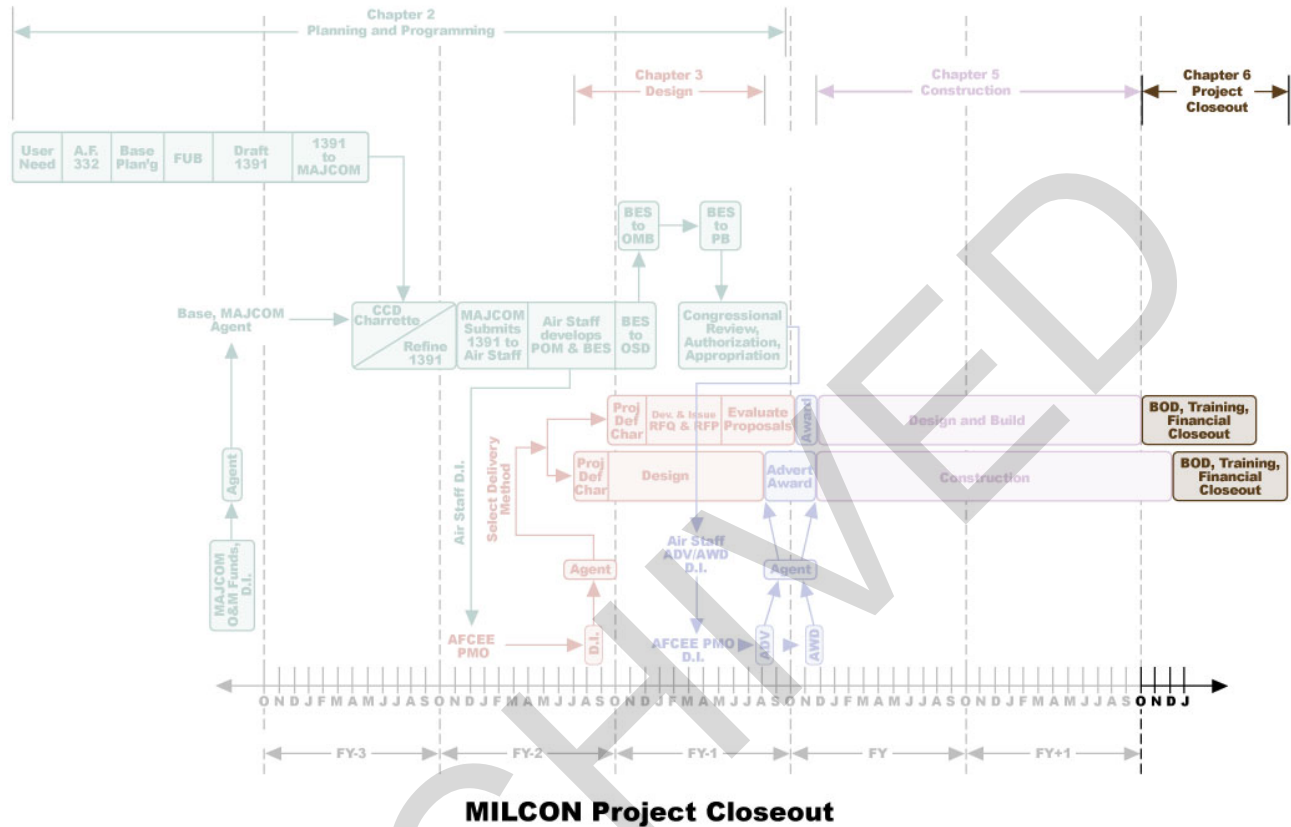 Chapter 2
Planning and Programming
Chapter 3
Design
Chapter 5
Construction
Chapter 6
Project
Closeout
User
Need
A.F.
332
Base
Plan'g
FUB
Draft
1391
1391
to
MAJCOM
BES
to
OMB
BES
to
PB
Base, MAJCOM
Agent
CCD
Charrette
Refine
1391
MAJCOM
Submits
1391 to
Air Staff
Air Staff
develops
POM & BES
BES
to
OSD
Congressional
Review,
Authorization,
Appropriation
Proj
Def
Char
Dev. & Issue
RFQ & RFP
Evaluate
Proposals
Award
Design and Build
BOD, Training,
Financial
Closeout
Proj
Def
Char
Design
Advert
Award
Construction
BOD, Training,
Financial
Closeout
Agent
Air Staff D.I.
Select Delivery
Method
MAJCOM
O&M Funds,
D.I.
Air Staff
ADV/AWD
D.I.
Agent
Agent
AFCEE
PMO
D.I.
AFCEE PMO
D.I.
ADV
AWD
O N D J F M A M J J A S O N D J F M A M J J A S O N D J F M A M J J A S O N D J F M A M J J A S O N D J F M A M J J A S O N D J
FY-3
FY-2
FY-1
FY
FY+1
MILCON Project Closeout
CHIVED